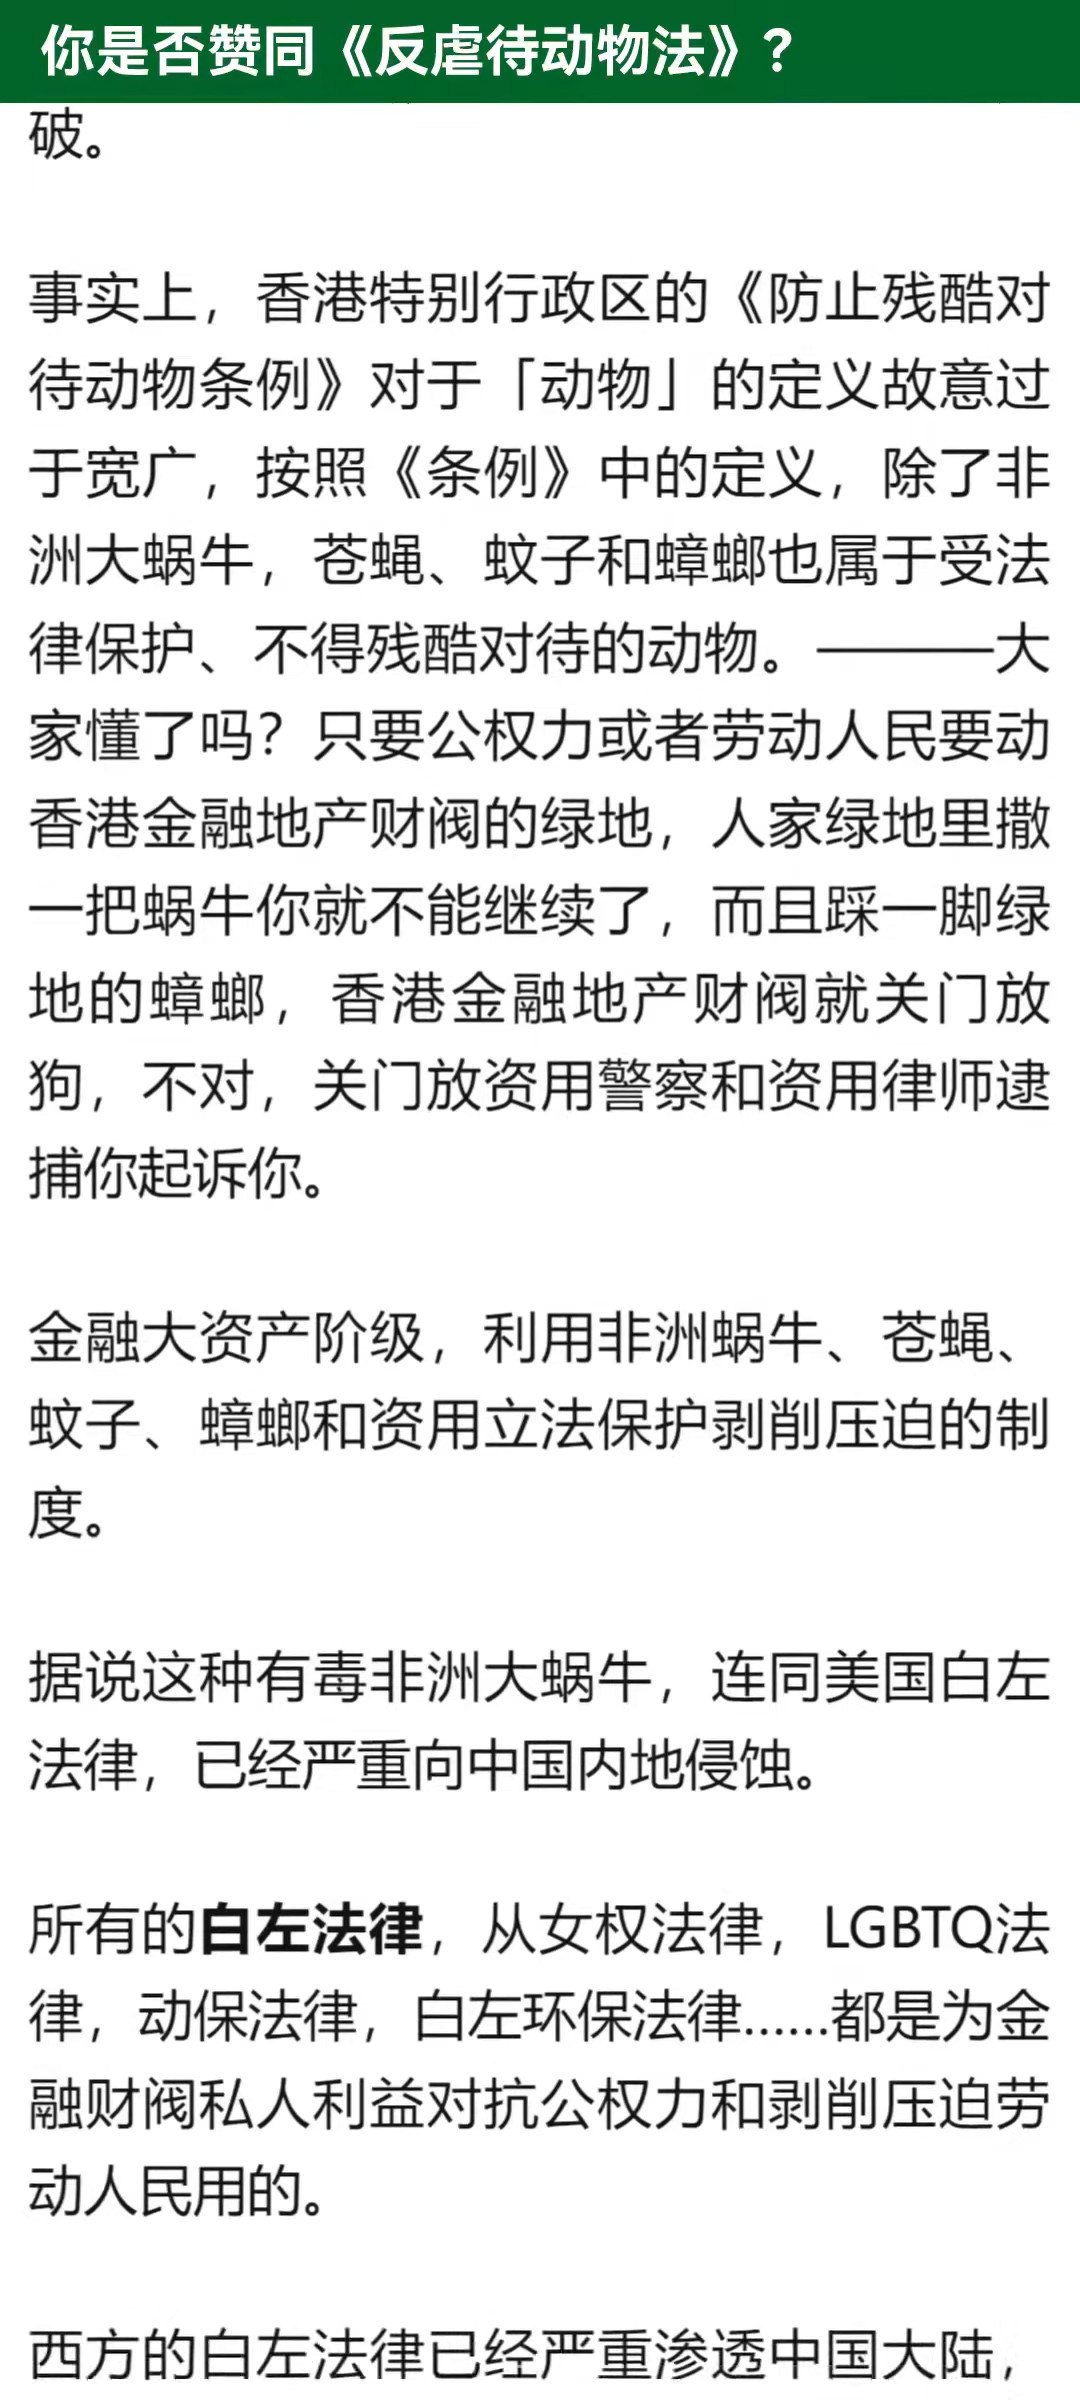 你是否赞同《反虐待动物法》？
破。
事实上，香港特别行政区的《防止残酷对
待动物条例》对于「动物」的定义故意过
于宽广，按照《条例》中的定义，除了非
洲大蜗牛，苍蝇、蚊子和蟑螂也属于受法
律保护、不得残酷对待的动物。———大
家懂了吗？只要公权力或者劳动人民要动
香港金融地产财阀的绿地，人家绿地里撒
一把蜗牛你就不能继续了，而且踩一脚绿
地的蟑螂，香港金融地产财阀就关门放
狗，不对，关门放资用警察和资用律师逮
捕你起诉你。
金融大资产阶级，利用非洲蜗牛、苍蝇、
蚊子、蟑螂和资用立法保护剥削压迫的制
度。
据说这种有毒非洲大蜗牛，连同美国白左
法律，已经严重向中国内地侵蚀。
所有的白左法律，从女权法律，LGBTQ法
律，动保法律，白左环保法律......都是为金
融财阀私人利益对抗公权力和剥削压迫劳
动人民用的。
西方的白左法律已经严重渗透中国大陆，